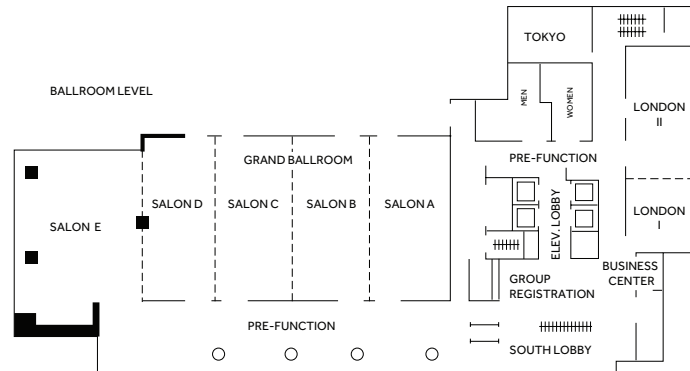 TOKYO
BALLROOM LEVEL
MEN
WOMEN
LONDON
II
GRAND BALLROOM
PRE-FUNCTION
SALON E
SALON D
SALON C
SALON B
SALON A
ELEV. LOBBY
LONDON
I
GROUP
REGISTRATION
BUSINESS
CENTER
PRE-FUNCTION
SOUTH LOBBY